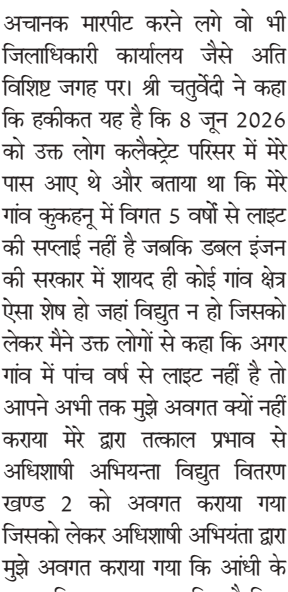 अचानक मारपीट करने लगे वो भी
जिलाधिकारी कार्यालय जैसे अति
विशिष्ट जगह पर। श्री चतुर्वेदी ने कहा
कि हकीकत यह है कि 8 जून 2026
को उक्त लोग कलैक्ट्रेट परिसर में मेरे
पास आए थे और बताया था कि मेरे
गांव कुकहनू में विगत 5 वर्षों से लाइट
की सप्लाई नहीं है जबकि डबल इंजन
की सरकार में शायद ही कोई गांव क्षेत्र
ऐसा शेष हो जहां विद्युत न हो जिसको
लेकर मैने उक्त लोगों से कहा कि अगर
गांव में पांच वर्ष से लाइट नहीं है तो
आपने अभी तक मुझे अवगत क्यों नहीं
कराया मेरे द्वारा तत्काल प्रभाव से
अधिशाषी अभियन्ता विद्युत वितरण
खण्ड 2 को अवगत कराया गया
जिसको लेकर अधिशाषी अभियंता द्वारा
मुझे अवगत कराया गया कि आंधी के